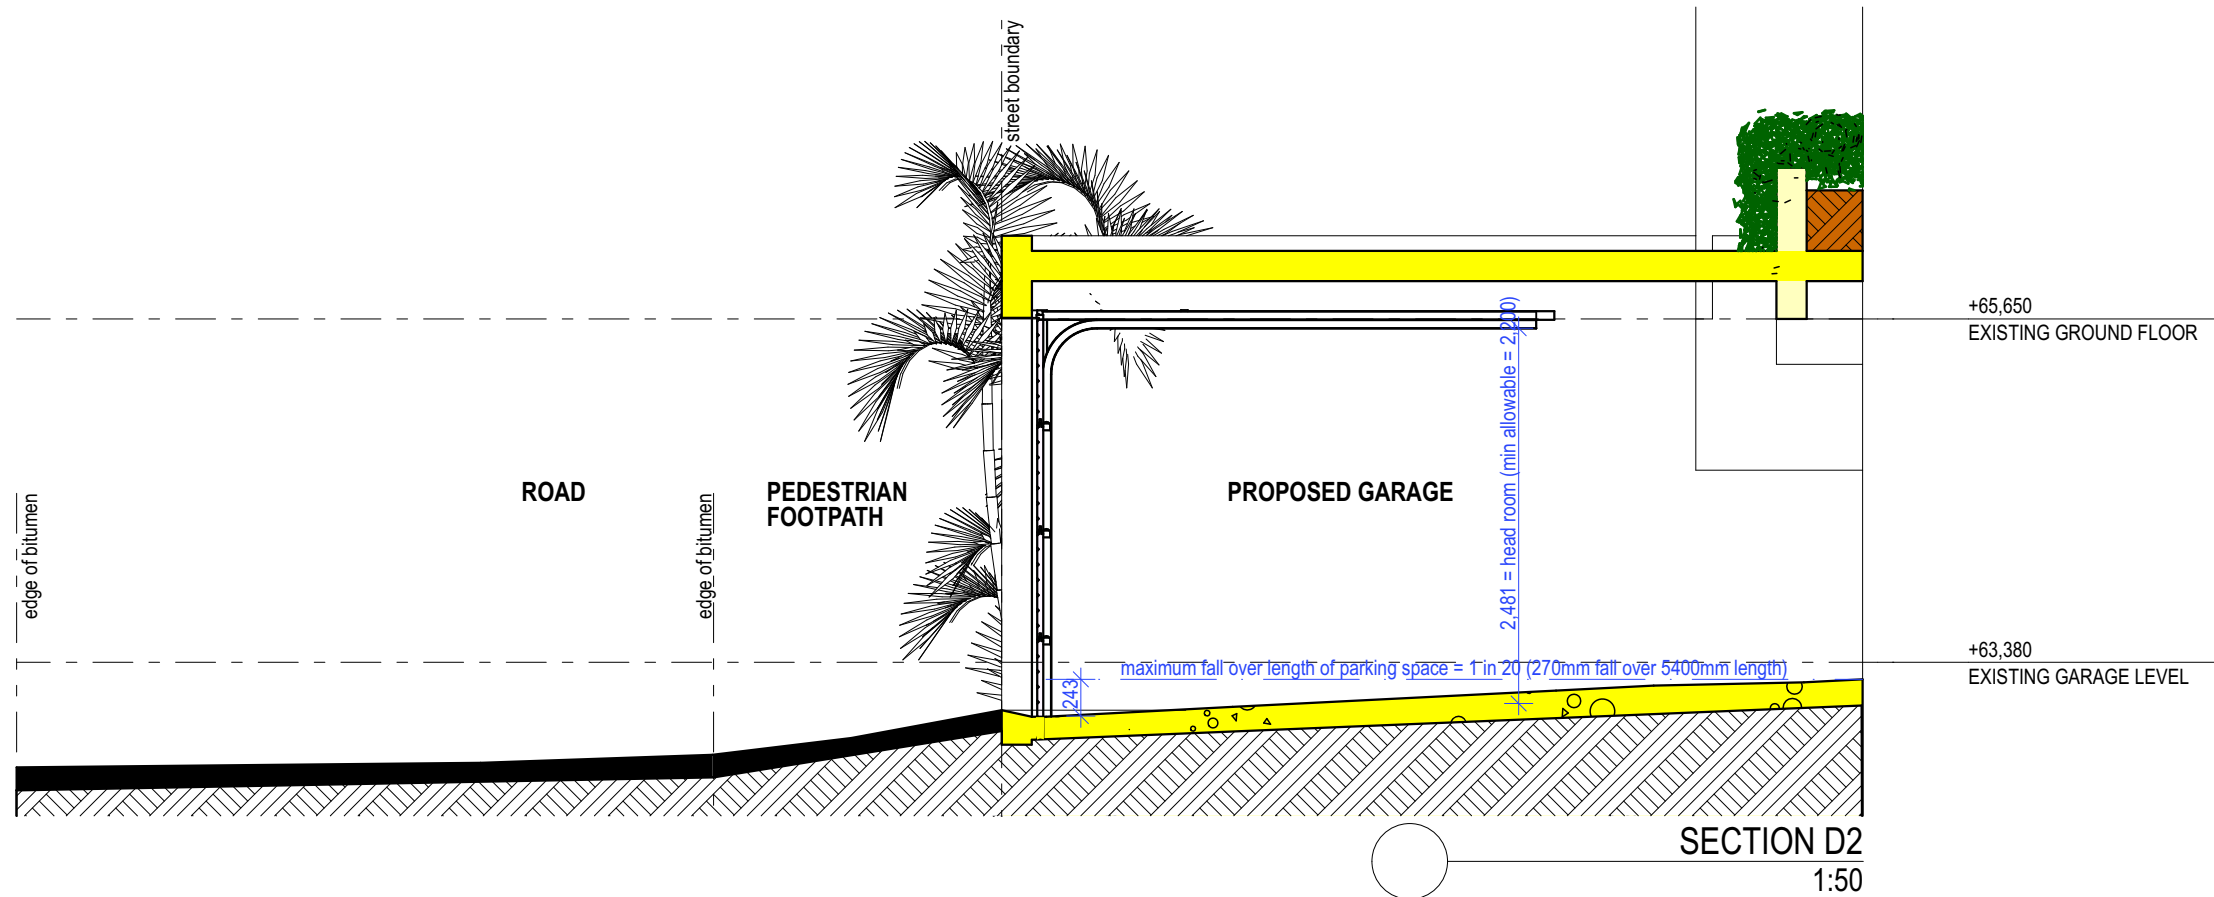 street boundary
+65,650
EXISTING GROUND FLOOR
2,481 = head room (min allowable = 2,200)
ROAD
PEDESTRIAN
FOOTPATH
PROPOSED GARAGE
edge of bitumen
edge of bitumen
+63,380
EXISTING GARAGE LEVEL
maximum fall over length of parking space = 1 in 20 (270mm fall over 5400mm length)
243
SECTION D2
1:50